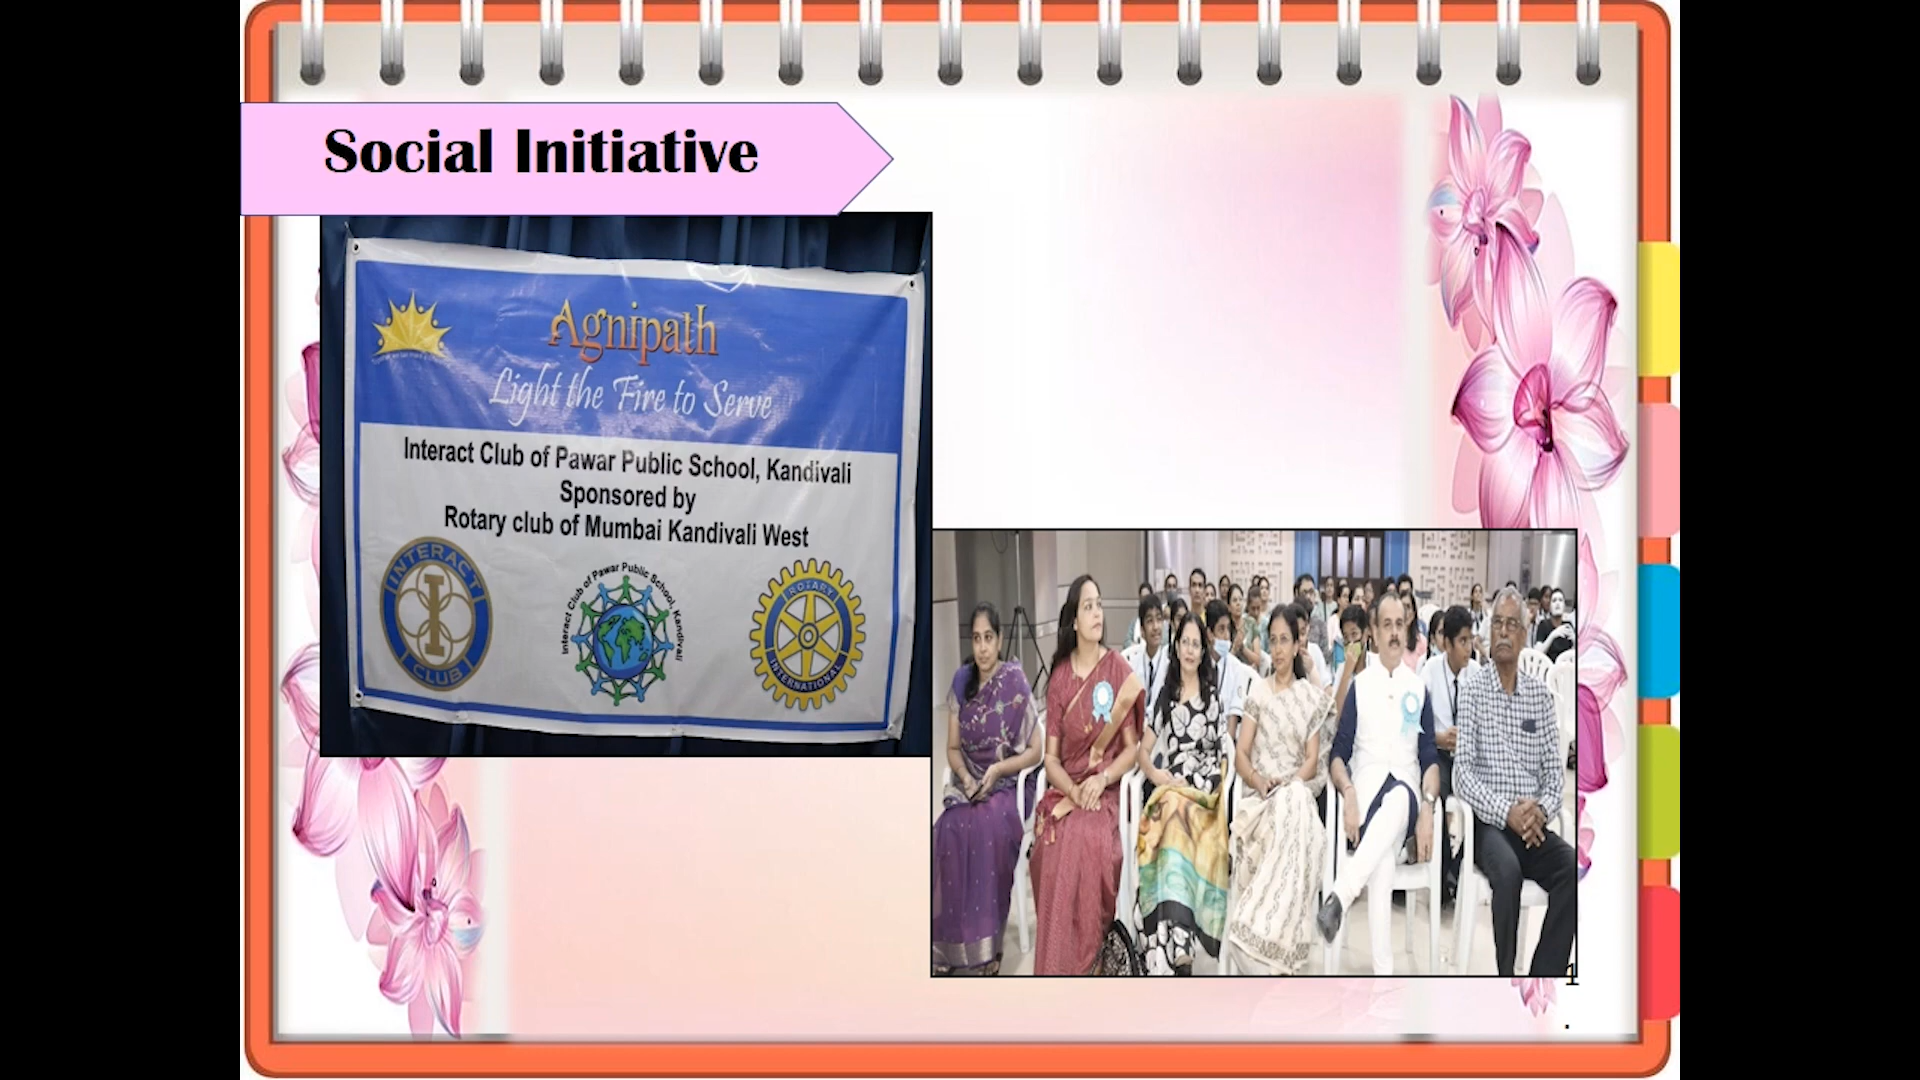 Social Initiative
Agnipath
Light the Fire to Serve
Interact Club of Pawar Public School, Kandivali
Sponsored by
Rotary club of Mumbai Kandivali West
INTERACT
CLUB
Interact Club of Pawar Public School, Kandivali
ROTARY
INTERNATIONAL
1
.